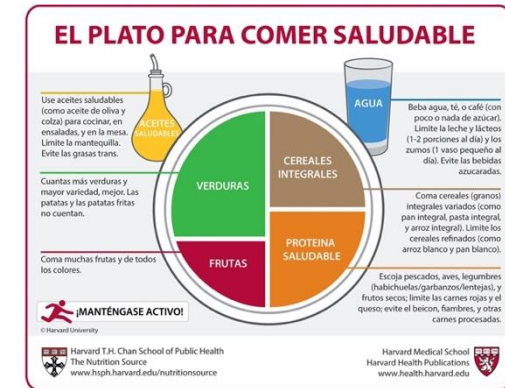 EL PLATO PARA COMER SALUDABLE
Use aceites saludables
(como aceite de oliva y
colza) para cocinar, en
ensaladas, y en la mesa.
Limite la mantequilla.
Evite las grasas trans.
ACEITES
SALUDABLES
AGUA
Beba agua, té, o café (con
poco o nada de azúcar).
Limite la leche y lácteos
(1-2 porciones al día) y los
zumos (1 vaso pequeño al
día). Evite las bebidas
azucaradas.
Cuantas más verduras y
mayor variedad, mejor. Las
patatas y las patatas fritas
no cuentan.
VERDURAS
CEREALES
INTEGRALES
Coma cereales (granos)
integrales variados (como
pan integral, pasta integral,
y arroz integral). Limite los
cereales refinados (como
arroz blanco y pan blanco).
Coma muchas frutas y de todos
los colores.
FRUTAS
PROTEINA
SALUDABLE
Escoja pescados, aves, legumbres
(habichuelas/garbanzos/lentejas), y
frutos secos; limite las carnes rojas y el
queso; evite el beicon, fiambres, y otras
carnes procesadas.
¡MANTÉNGASE ACTIVO!
© Harvard University
Harvard T.H. Chan School of Public Health
The Nutrition Source
www.hsph.harvard.edu/nutritionsource
Harvard Medical School
Harvard Health Publications
www.health.harvard.edu